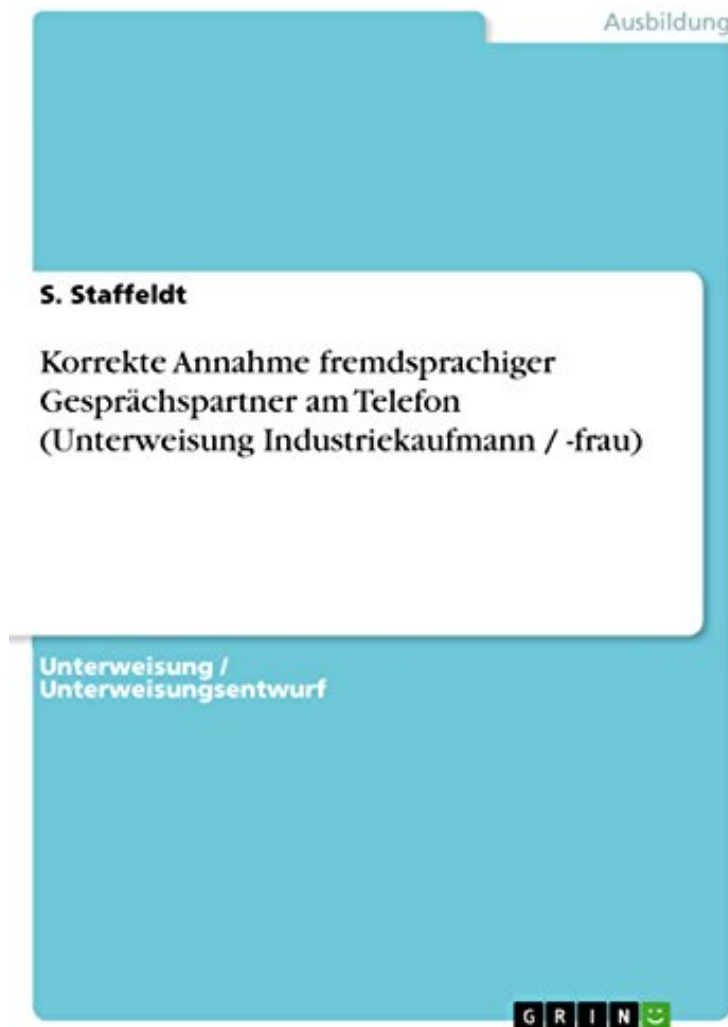 Ausbildung
S. Staffeldt
Korrekte Annahme fremdsprachiger
Gesprächspartner am Telefon
(Unterweisung Industriekaufmann / -frau)
Unterweisung /
Unterweisungsentwurf
GRIN